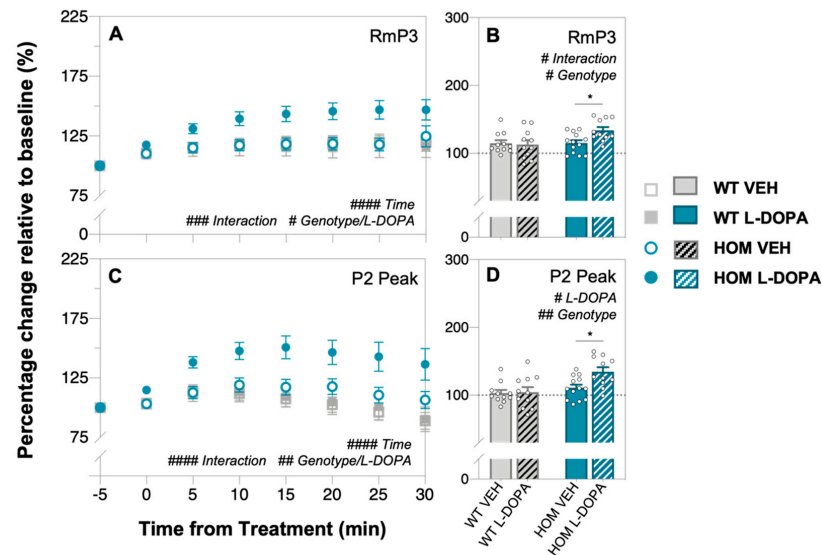 Percentage change relative to baseline (%)
225
175
125
75
0
A
RmP3
#### Time
### Interaction # Genotype/L-DOPA
300
200
100
0
B
RmP3
# Interaction
# Genotype
*
WT VEH
WT L-DOPA
HOM VEH
HOM L-DOPA
225
175
125
75
C
P2 Peak
#### Time
#### Interaction ## Genotype/L-DOPA
-5 0 5 10 15 20 25 30
Time from Treatment (min)
300
200
100
0
D
P2 Peak
# L-DOPA
## Genotype
*
WT VEH
WT L-DOPA
HOM VEH
HOM L-DOPA